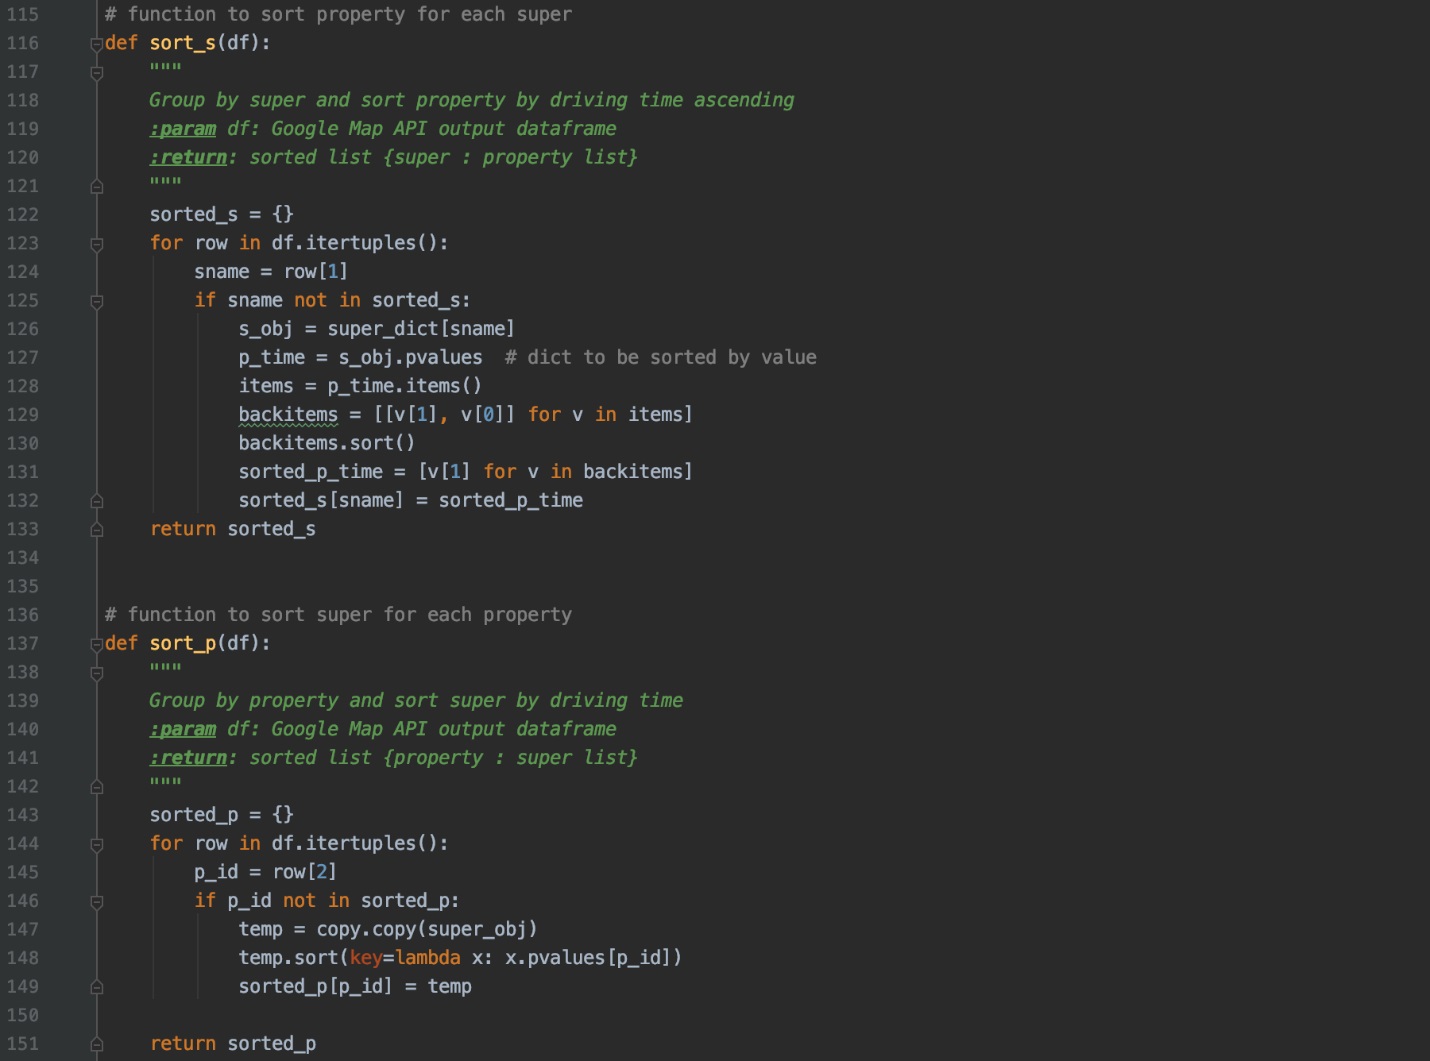 115 # function to sort property for each super
116 def sort_s(df):
117     """
118     Group by super and sort property by driving time ascending
119     :param df: Google Map API output dataframe
120     :return: sorted list {super : property list}
121     """
122     sorted_s = {}
123     for row in df.itertuples():
124         sname = row[1]
125         if sname not in sorted_s:
126             s_obj = super_dict[sname]
127             p_time = s_obj.pvalues  # dict to be sorted by value
128             items = p_time.items()
129             backitems = [[v[1], v[0]] for v in items]
130             backitems.sort()
131             sorted_p_time = [v[1] for v in backitems]
132             sorted_s[sname] = sorted_p_time
133     return sorted_s
134
135
136 # function to sort super for each property
137 def sort_p(df):
138     """
139     Group by property and sort super by driving time
140     :param df: Google Map API output dataframe
141     :return: sorted list {property : super list}
142     """
143     sorted_p = {}
144     for row in df.itertuples():
145         p_id = row[2]
146         if p_id not in sorted_p:
147             temp = copy.copy(super_obj)
148             temp.sort(key=lambda x: x.pvalues[p_id])
149             sorted_p[p_id] = temp
150
151     return sorted_p